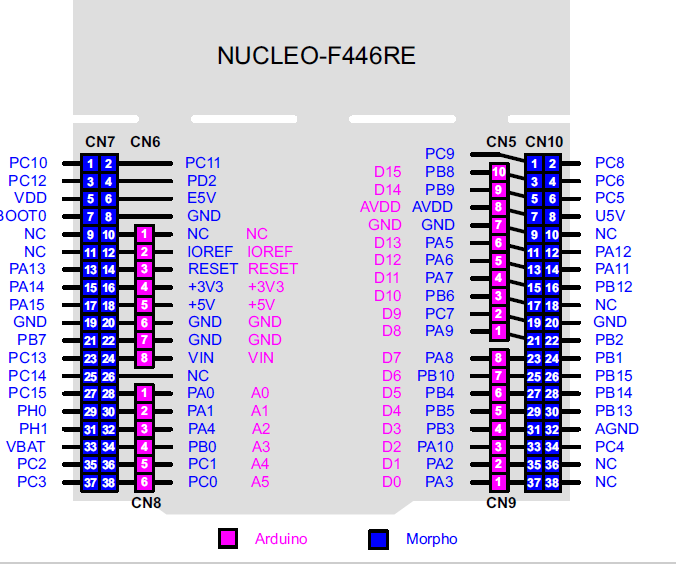 NUCLEO-F446RE
CN7 CN6 CN5 CN10
PC9
PC10 1 2 PC11 1 2 PC8
D15 PB8 10
PC12 3 4 PD2 3 4 PC6
D14 PB9 9
VDD 5 6 E5V 5 6 PC5
AVDD AVDD 8
BOOT0 7 8 GND 7 8 U5V
GND GND 7
NC 9 10 1 NC NC 9 10 NC
D13 PA5 6
NC 11 12 2 IOREF IOREF 11 12 PA12
D12 PA6 5
PA13 13 14 3 RESET RESET 13 14 PA11
D11 PA7 4
PA14 15 16 4 +3V3 +3V3 15 16 PB12
D10 PB6 3
PA15 17 18 5 +5V +5V 17 18 NC
D9 PC7 2
GND 19 20 6 GND GND 19 20 GND
D8 PA9 1
PB7 21 22 7 GND GND 21 22 PB2
PC13 23 24 8 VIN VIN D7 PA8 8 23 24 PB1
PC14 25 26 NC D6 PB10 7 25 26 PB15
PC15 27 28 1 PA0 A0 D5 PB4 6 27 28 PB14
PH0 29 30 2 PA1 A1 D4 PB5 5 29 30 PB13
PH1 31 32 3 PA4 A2 D3 PB3 4 31 32 AGND
VBAT 33 34 4 PB0 A3 D2 PA10 3 33 34 PC4
PC2 35 36 5 PC1 A4 D1 PA2 2 35 36 NC
PC3 37 38 6 PC0 A5 D0 PA3 1 37 38 NC
CN8 CN9
Arduino Morpho